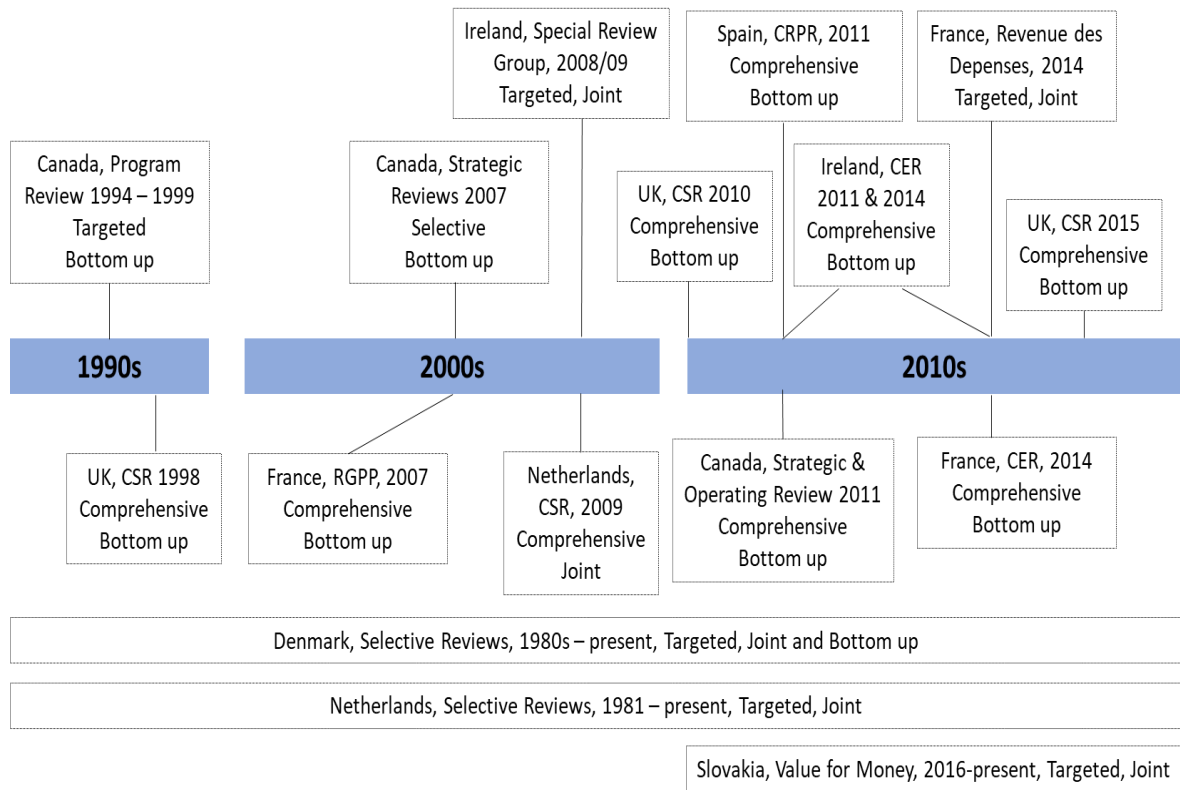 Ireland, Special Review
Group, 2008/09
Targeted, Joint
Spain, CRPR, 2011
Comprehensive
Bottom up
France, Revenue des
Depenses, 2014
Targeted, Joint
Canada, Program
Review 1994 – 1999
Targeted
Bottom up
Canada, Strategic
Reviews 2007
Selective
Bottom up
UK, CSR 2010
Comprehensive
Bottom up
Ireland, CER
2011 & 2014
Comprehensive
Bottom up
UK, CSR 2015
Comprehensive
Bottom up
1990s
2000s
2010s
UK, CSR 1998
Comprehensive
Bottom up
France, RGPP, 2007
Comprehensive
Bottom up
Netherlands,
CSR, 2009
Comprehensive
Joint
Canada, Strategic &
Operating Review 2011
Comprehensive
Bottom up
France, CER, 2014
Comprehensive
Bottom up
Denmark, Selective Reviews, 1980s – present, Targeted, Joint and Bottom up
Netherlands, Selective Reviews, 1981 – present, Targeted, Joint
Slovakia, Value for Money, 2016-present, Targeted, Joint